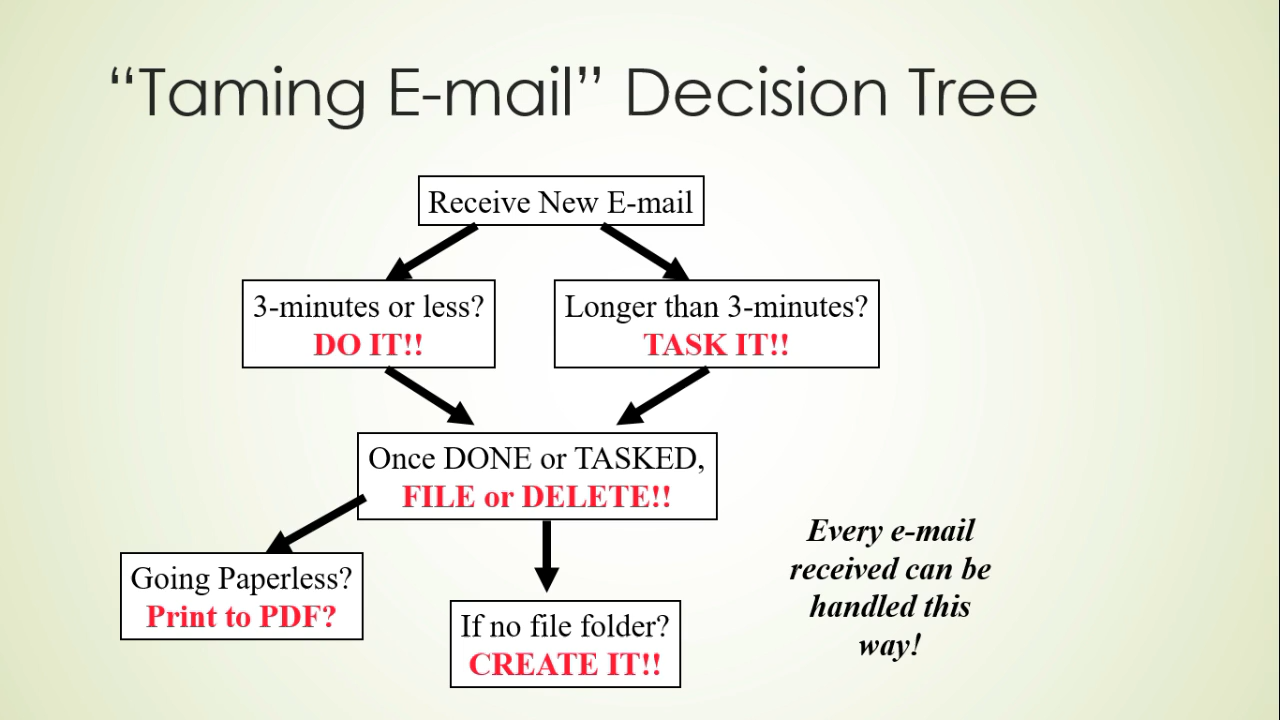 “Taming E-mail” Decision Tree
Receive New E-mail
3-minutes or less?
DO IT!!
Longer than 3-minutes?
TASK IT!!
Once DONE or TASKED,
FILE or DELETE!!
Going Paperless?
Print to PDF?
If no file folder?
CREATE IT!!
Every e-mail
received can be
handled this
way!